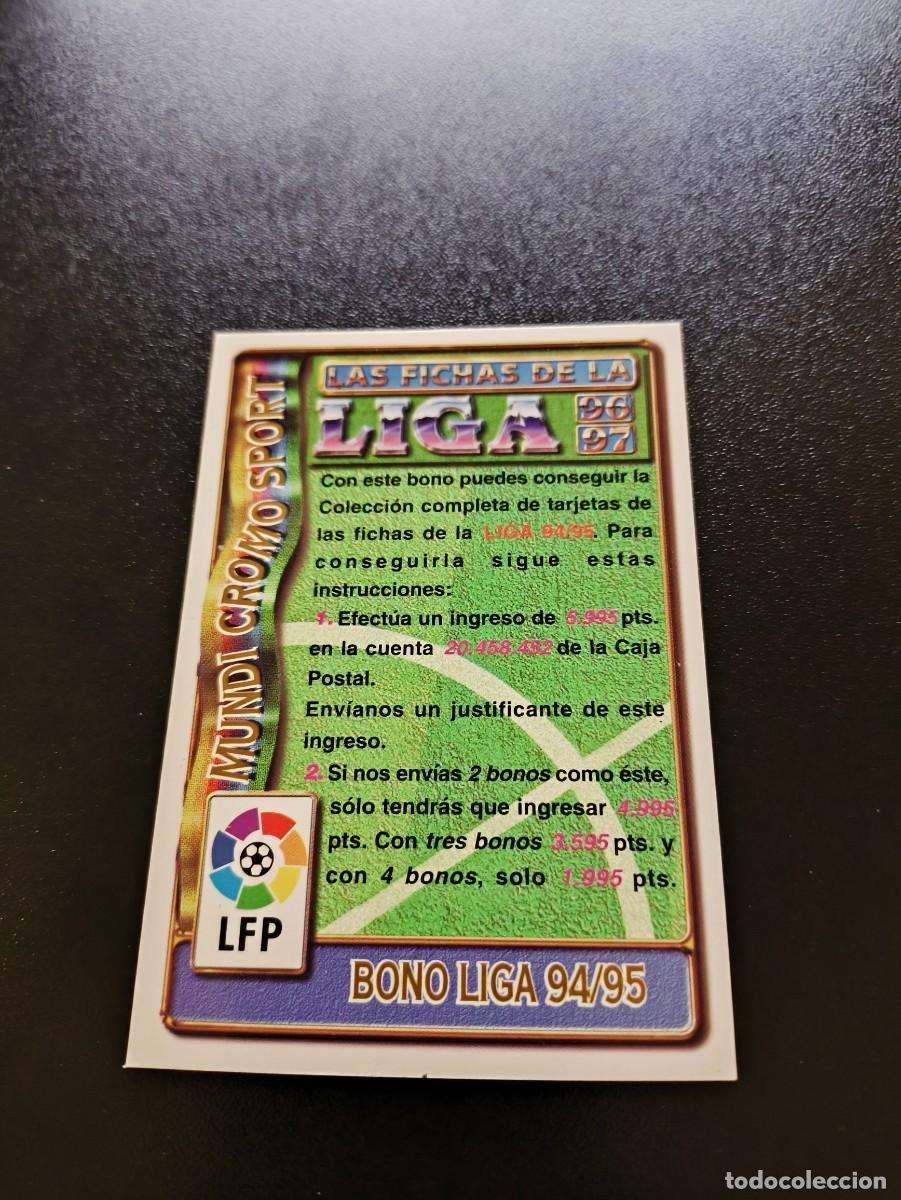 LAS FICHAS DE LA
LIGA 96
97
MUNDI CROMO SPORT
Con este bono puedes conseguir la
Colección completa de tarjetas de
las fichas de la LIGA 94/95. Para
conseguirla sigue estas
instrucciones:
1. Efectúa un ingreso de 5.995 pts.
en la cuenta 20.458.452 de la Caja
Postal.
Envíanos un justificante de este
ingreso.
2. Si nos envías 2 bonos como éste,
sólo tendrás que ingresar 4.995
pts. Con tres bonos 3.595 pts. y
con 4 bonos, solo 1.995 pts.
LFP
BONO LIGA 94/95
todocoleccion